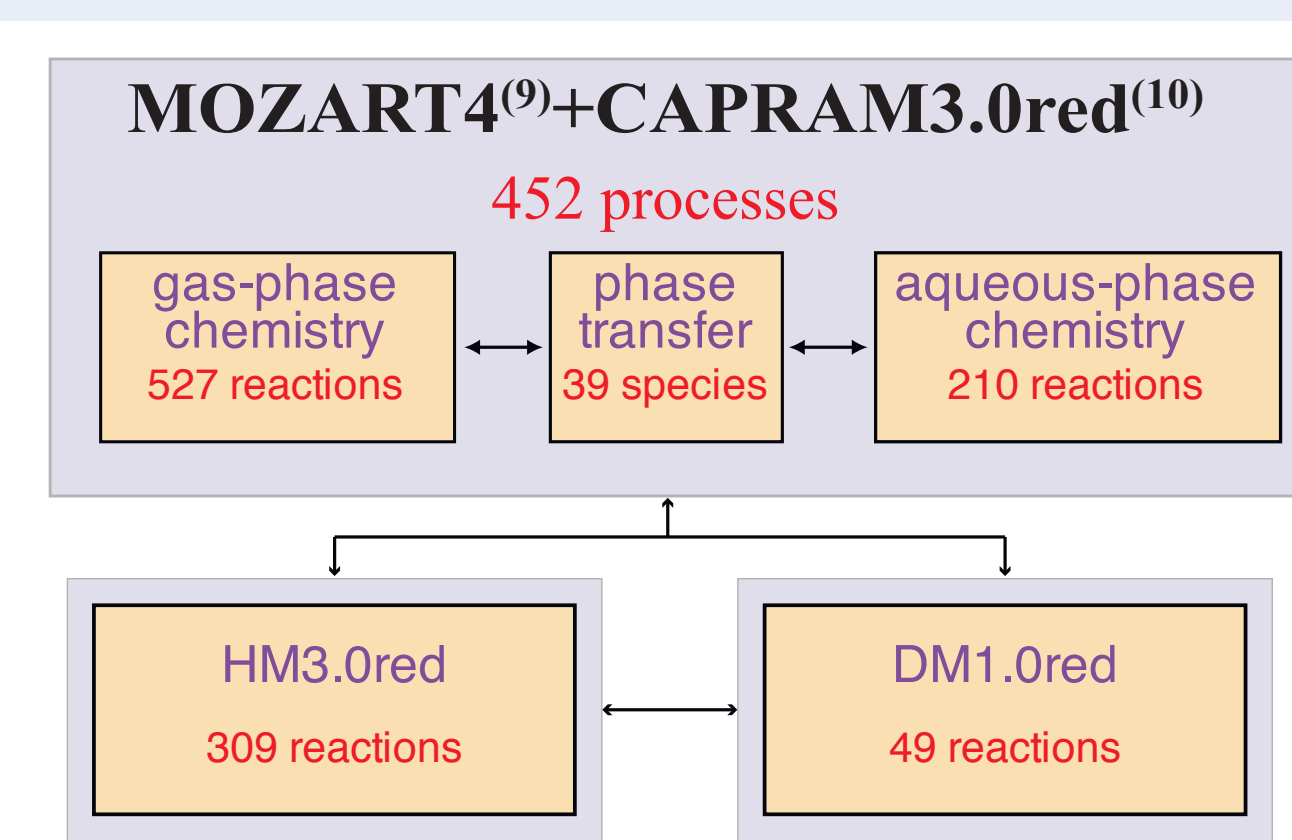 MOZART4(9)+CAPRAM3.0red(10)
452 processes
gas-phase
chemistry
527 reactions
phase
transfer
39 species
aqueous-phase
chemistry
210 reactions
HM3.0red
309 reactions
DM1.0red
49 reactions